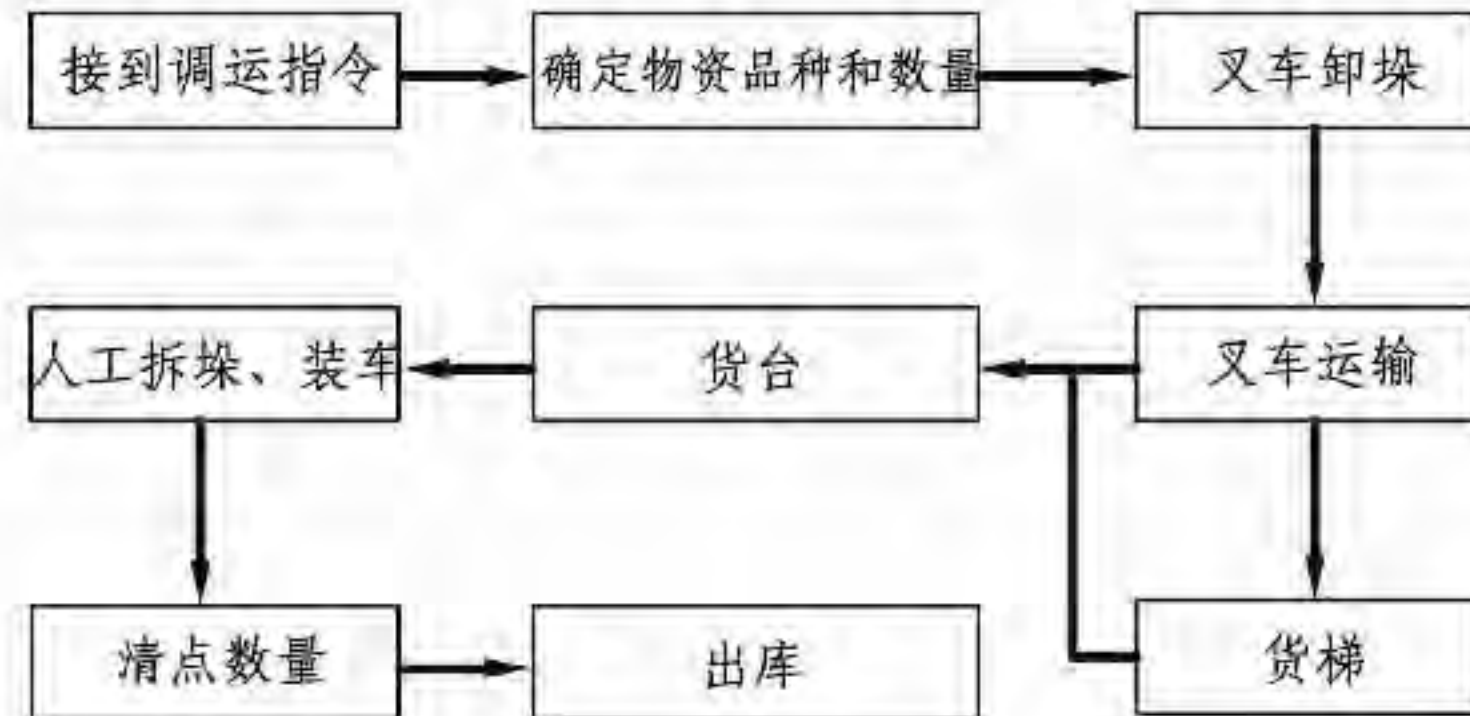 接到调运指令
确定物资品种和数量
叉车卸垛
人工拆垛、装车
货台
叉车运输
清点数量
出库
货梯